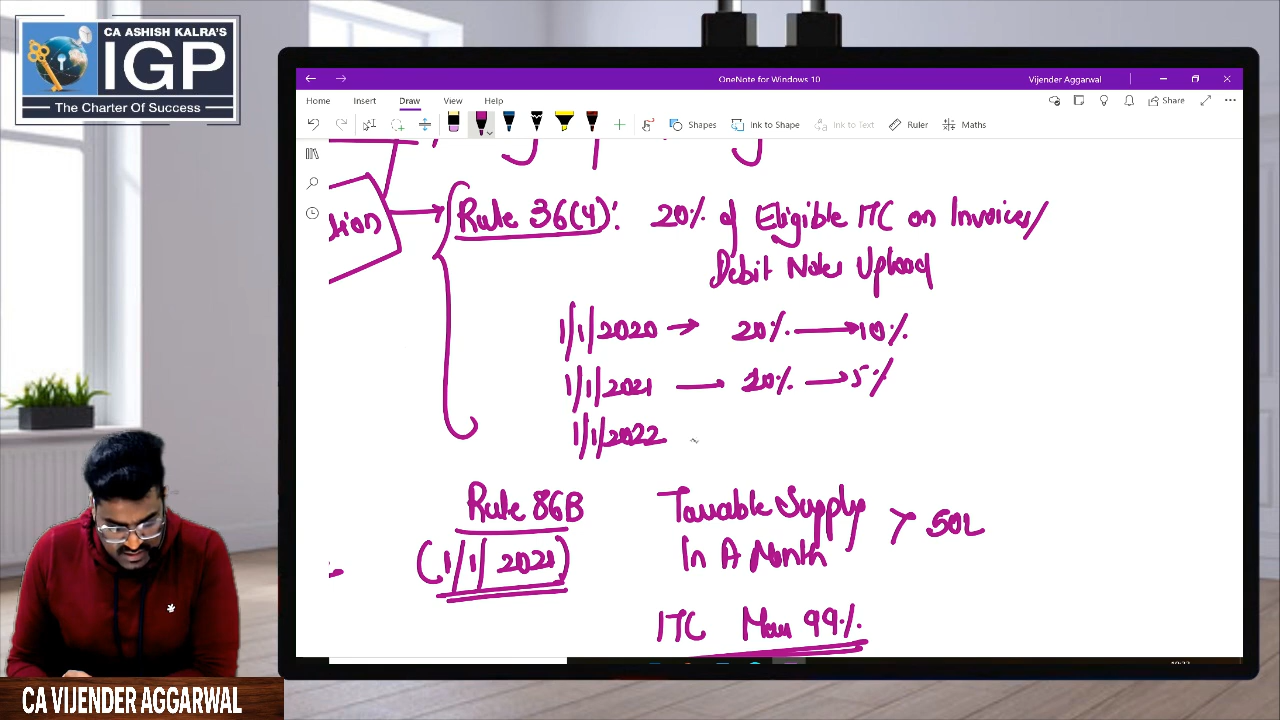 CA ASHISH KALRA'S
IGP
The Charter Of Success
OneNote for Windows 10
Vijender Aggarwal
Home Insert Draw View Help
Share
Shapes Ink to Shape Ink to Text Ruler Maths
Rule 36(4): 20% of Eligible ITC on Invoices/
Debit Notes Upload
1/1/2020 → 20% → 10%
1/1/2021 → 10% → 5%
1/1/2022
Rule 86B Taxable Supply > 50L
(1/1/2021) In A Month
ITC Max 99%
CA VIJENDER AGGARWAL